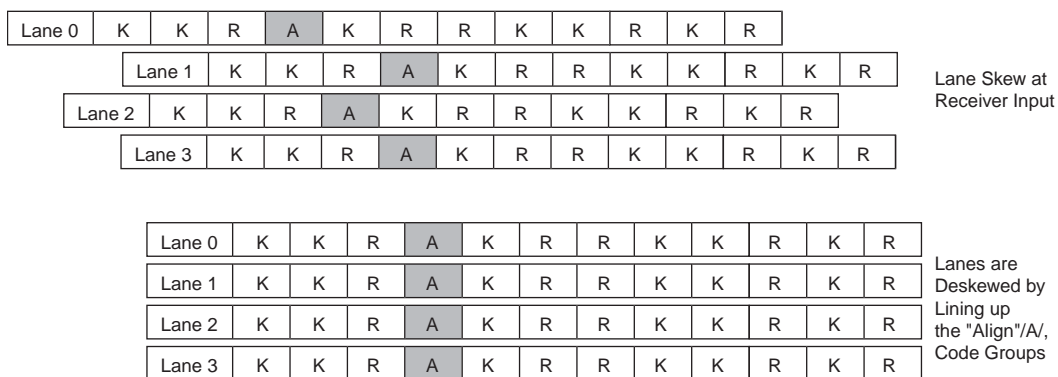 Lane 0 K K R A K R R K K R K R
Lane 1 K K R A K R R K K R K R
Lane 2 K K R A K R R K K R K R
Lane 3 K K R A K R R K K R K R
Lane Skew at
Receiver Input
Lane 0 K K R A K R R K K R K R
Lane 1 K K R A K R R K K R K R
Lane 2 K K R A K R R K K R K R
Lane 3 K K R A K R R K K R K R
Lanes are
Deskewed by
Lining up
the "Align"/A/,
Code Groups